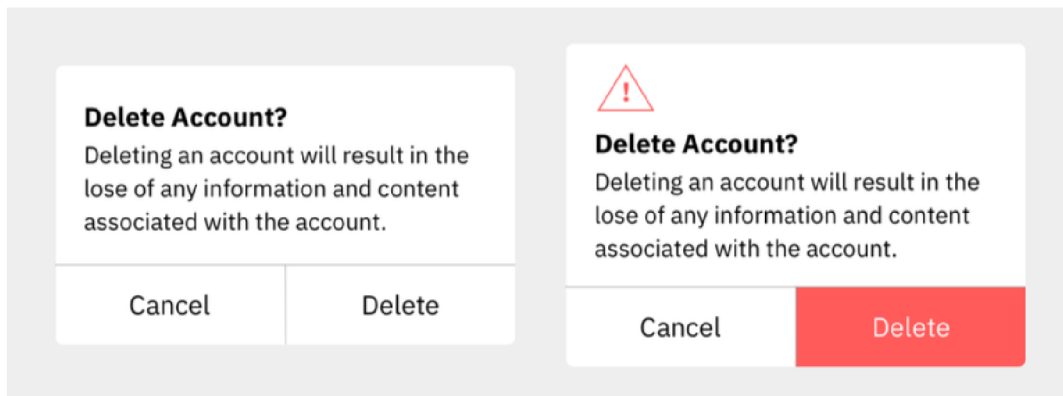 Delete Account?
Deleting an account will result in the
lose of any information and content
associated with the account.
Cancel
Delete
!
Delete Account?
Deleting an account will result in the
lose of any information and content
associated with the account.
Cancel
Delete